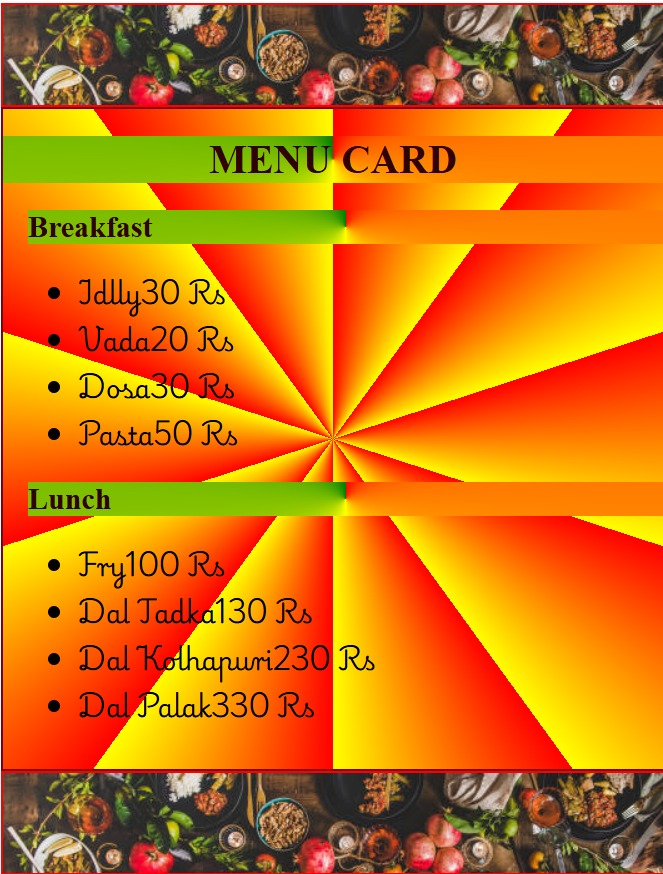 MENU CARD
Breakfast
Idlly30 Rs
Vada20 Rs
Dosa30 Rs
Pasta50 Rs
Lunch
Fry100 Rs
Dal Tadka130 Rs
Dal Kolhapuri230 Rs
Dal Palak330 Rs